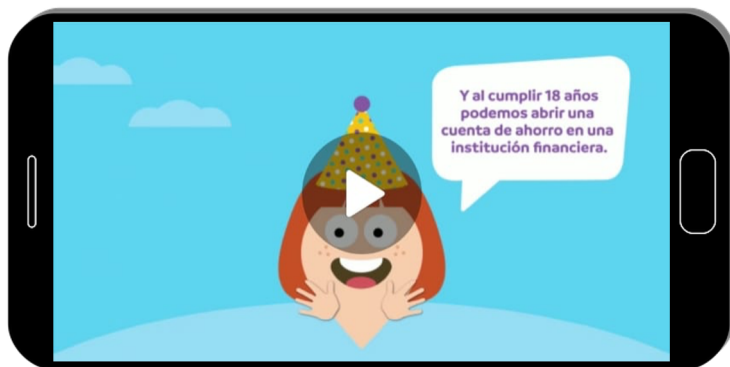 Y al cumplir 18 años
podemos abrir una
cuenta de ahorro en una
institución financiera.